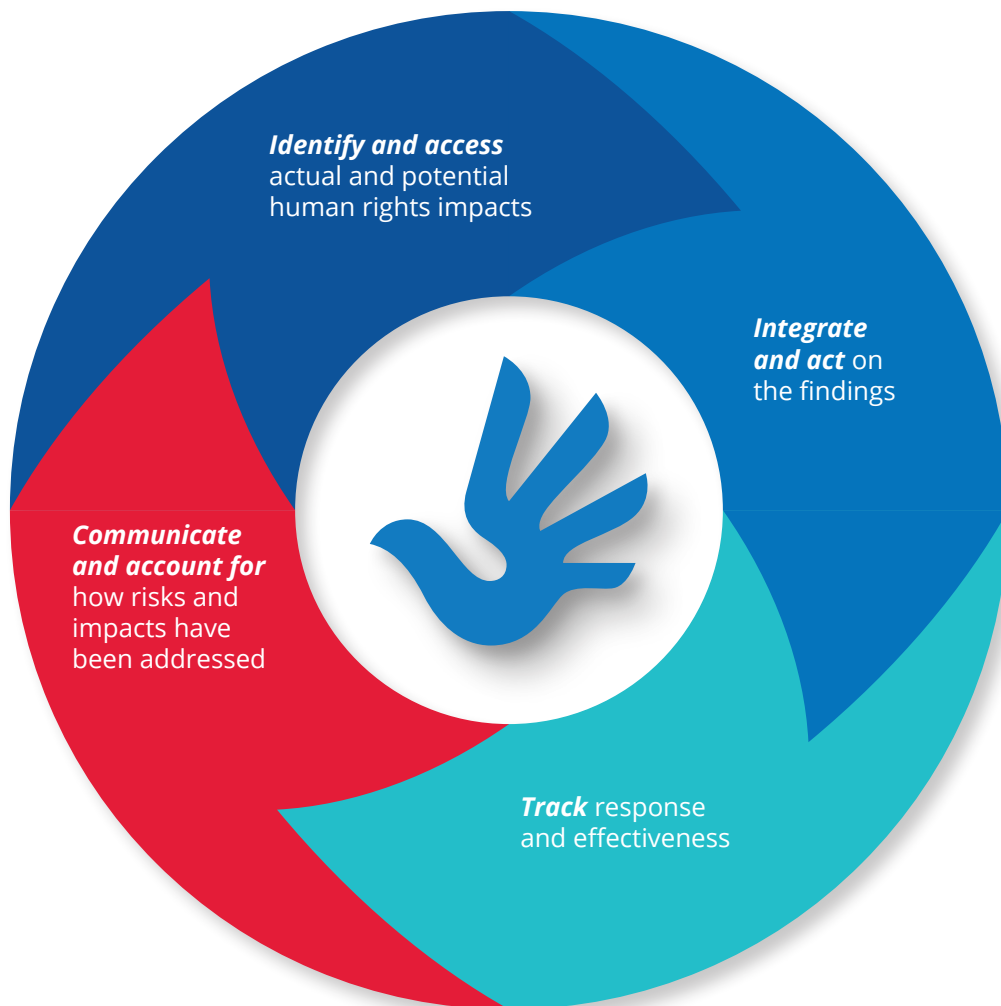 Identify and access
actual and potential
human rights impacts
Integrate
and act on
the findings
Track response
and effectiveness
Communicate
and account for
how risks and
impacts have
been addressed